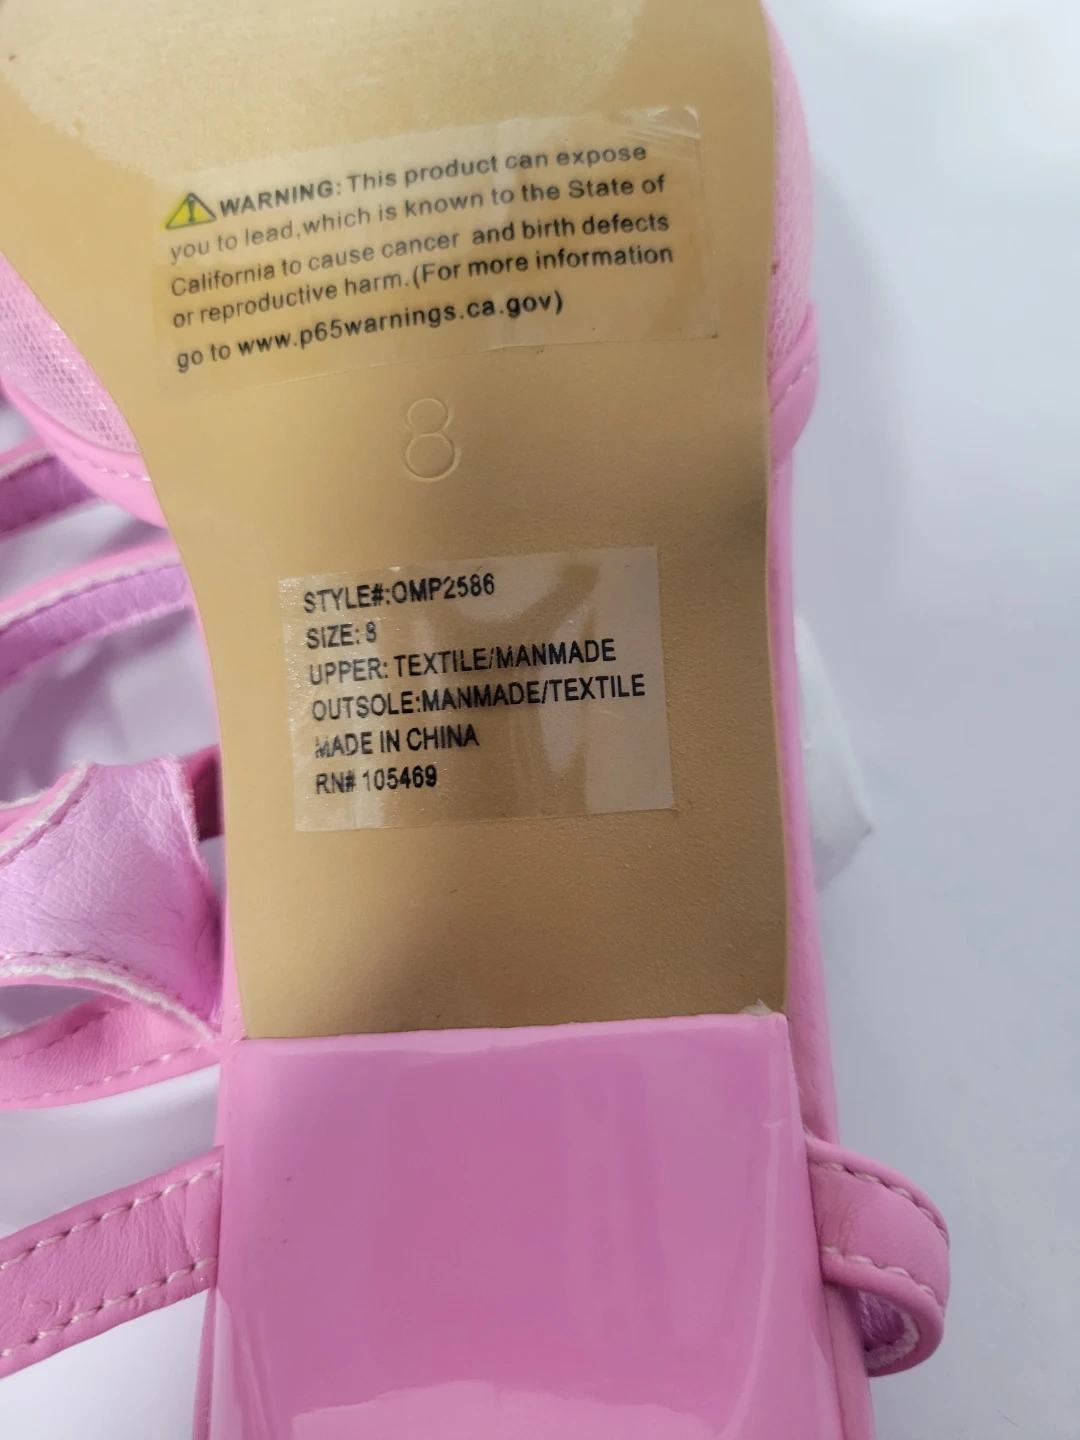 WARNING: This product can expose
you to lead,which is known to the State of
California to cause cancer and birth defects
or reproductive harm.(For more information
go to www.p65warnings.ca.gov)
8
STYLE#:OMP2586
SIZE: 8
UPPER: TEXTILE/MANMADE
OUTSOLE:MANMADE/TEXTILE
MADE IN CHINA
RN# 105469